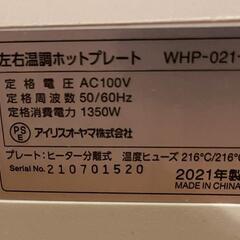 左右温調ホットプレート WHP-021-
定格電圧 AC100V
定格周波数 50/60Hz
定格消費電力 1350W
PSE アイリスオーヤマ株式会社
プレート：ヒーター分離式 温度ヒューズ 216℃/216℃
Serial No. 210701520 2021年製
MADE IN CHINA